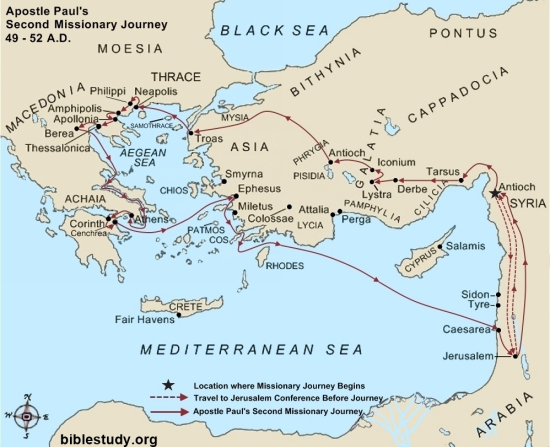 Apostle Paul's
Second Missionary Journey
49 - 52 A.D.
BLACK SEA
MOESIA
PONTUS
THRACE
BITHYNIA
MACEDONIA
Philippi
Neapolis
CAPPADOCIA
Amphipolis
Apollonia
SAMOTHRACE
MYSIA
GALATIA
Berea
Troas
Thessalonica
ASIA
PHRYGIA
Antioch
Iconium
AEGEAN
SEA
PISIDIA
Tarsus
Smyrna
Lystra
Derbe
CILICIA
Antioch
CHIOS
Ephesus
SYRIA
ACHAIA
Miletus
Attalia
PAMPHYLIA
Athens
Colossae
Perga
Corinth
LYCIA
Cenchrea
PATMOS
COS
Salamis
CYPRUS
RHODES
Sidon
CRETE
Tyre
Fair Havens
Caesarea
MEDITERRANEAN SEA
Jerusalem
Location where Missionary Journey Begins
Travel to Jerusalem Conference Before Journey
Apostle Paul's Second Missionary Journey
ARABIA
biblestudy.org